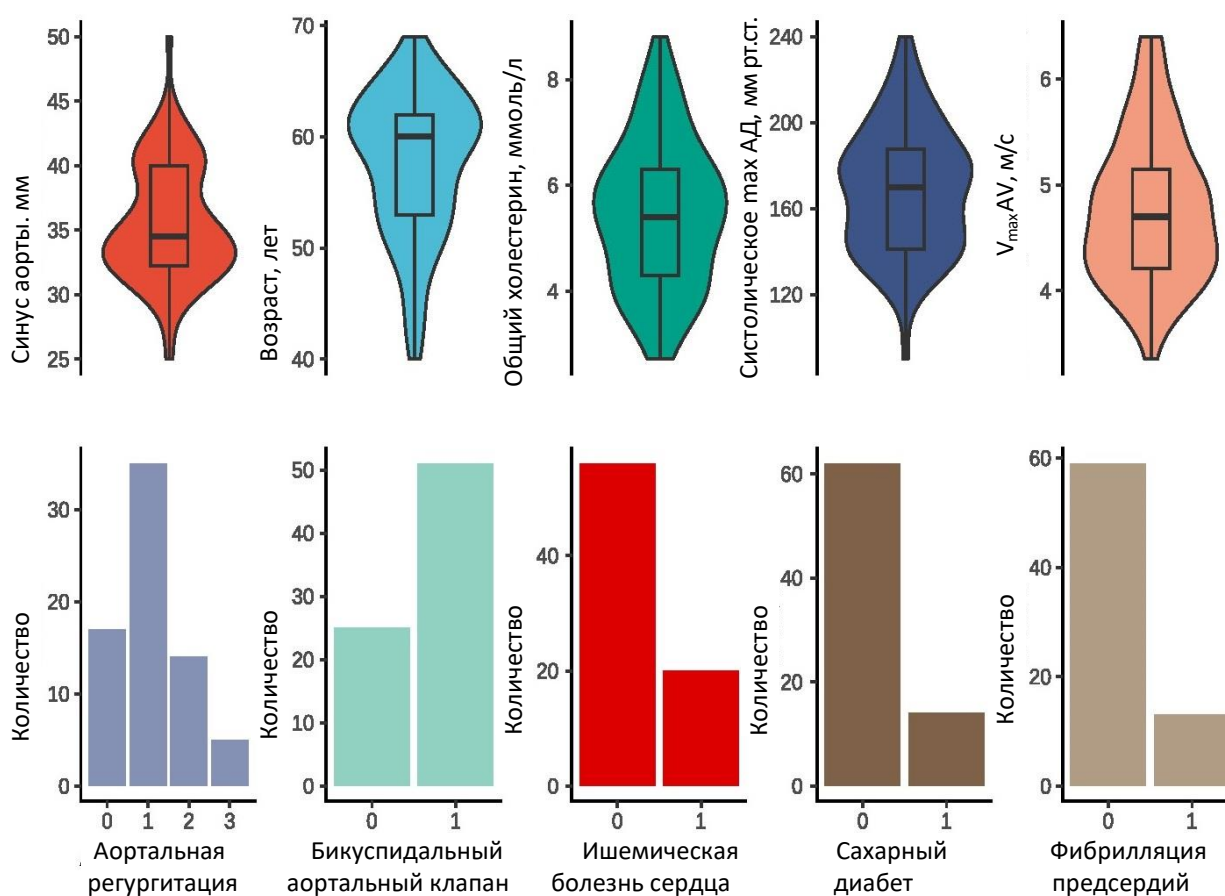 Синус аорты. мм
50
45
40
35
30
25
Возраст, лет
70
60
50
40
Общий холестерин, ммоль/л
8
6
4
Систолическое max АД, мм рт.ст.
240
200
160
120
VmaxAV, м/с
6
5
4
Количество
30
20
10
0
0 1 2 3
Аортальная
регургитация
Количество
50
40
30
20
10
0
0 1
Бикуспидальный
аортальный клапан
Количество
40
20
0
0 1
Ишемическая
болезнь сердца
Количество
60
40
20
0
0 1
Сахарный
диабет
Количество
60
40
20
0
0 1
Фибрилляция
предсердий